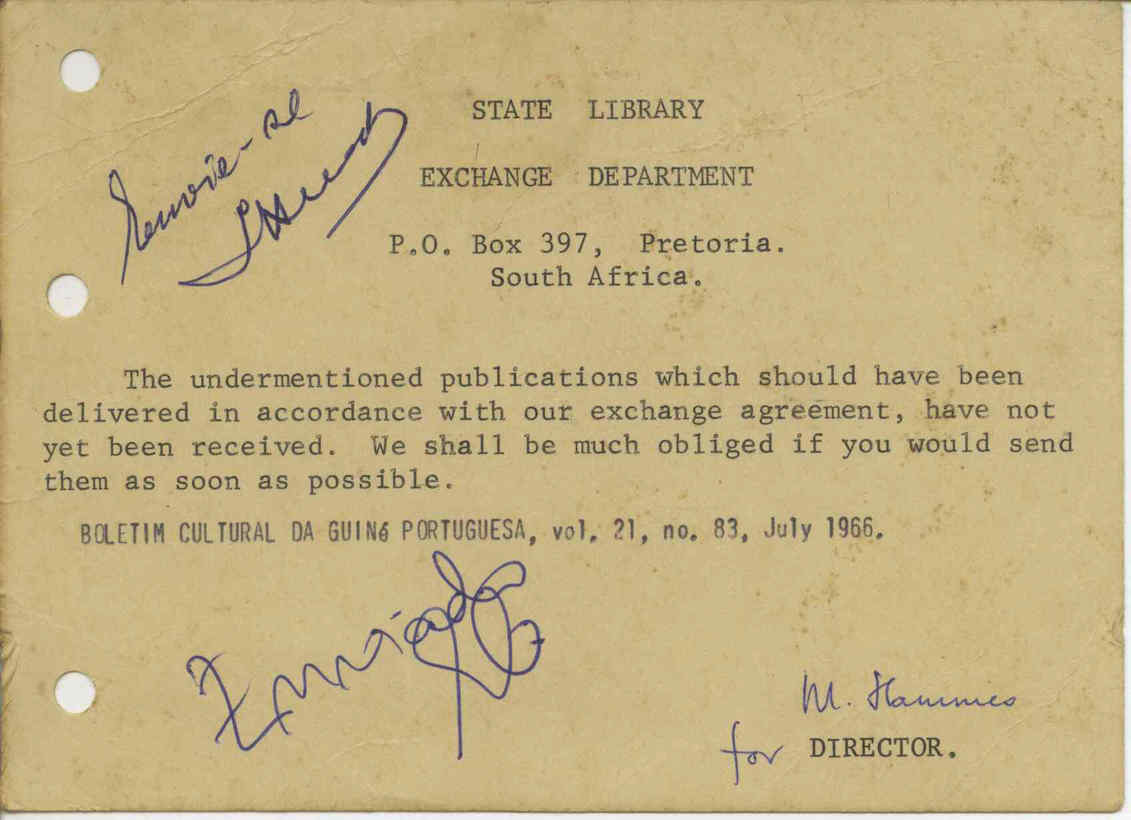 STATE LIBRARY
EXCHANGE DEPARTMENT
P.O. Box 397, Pretoria.
South Africa.
The undermentioned publications which should have been
delivered in accordance with our exchange agreement, have not
yet been received. We shall be much obliged if you would send
them as soon as possible.
BOLETIM CULTURAL DA GUINé PORTUGUESA, vol. 21, no. 83, July 1966.
Enviado
M.
for DIRECTOR.